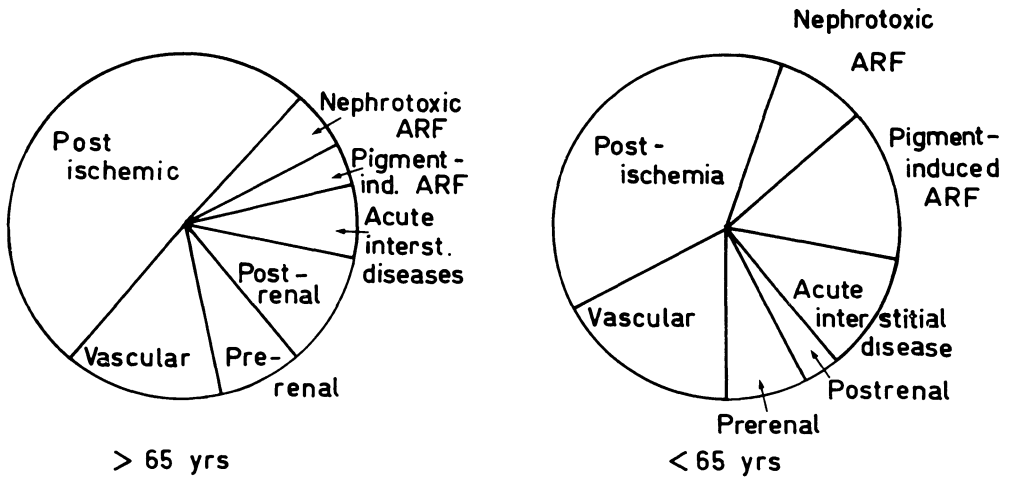 Post
ischemic
Nephrotoxic
ARF
Pigment-
ind. ARF
Acute
interst.
diseases
Post-
renal
Pre-
renal
Vascular
> 65 yrs
Nephrotoxic
ARF
Post-
ischemia
Pigment-
induced
ARF
Acute
interstitial
disease
Postrenal
Prerenal
Vascular
< 65 yrs